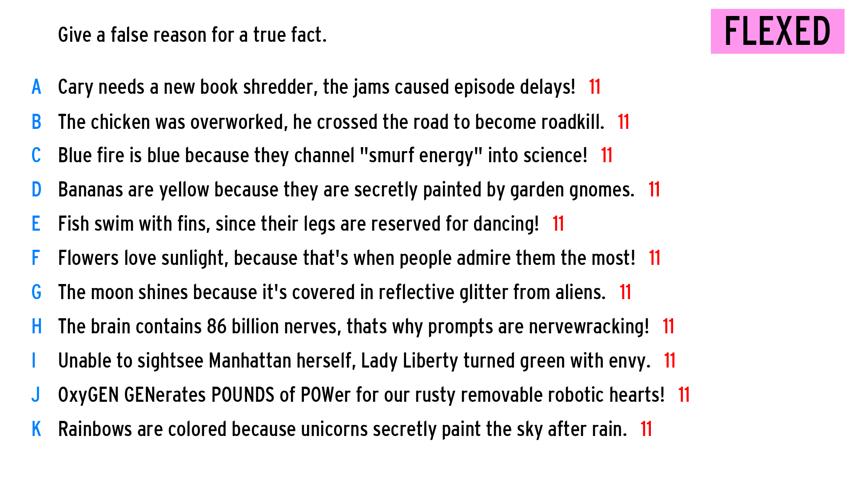 Give a false reason for a true fact.
FLEXED
A Cary needs a new book shredder, the jams caused episode delays! 11
B The chicken was overworked, he crossed the road to become roadkill. 11
C Blue fire is blue because they channel "smurf energy" into science! 11
D Bananas are yellow because they are secretly painted by garden gnomes. 11
E Fish swim with fins, since their legs are reserved for dancing! 11
F Flowers love sunlight, because that's when people admire them the most! 11
G The moon shines because it's covered in reflective glitter from aliens. 11
H The brain contains 86 billion nerves, thats why prompts are nervewracking! 11
I Unable to sightsee Manhattan herself, Lady Liberty turned green with envy. 11
J OxyGEN GENerates POUNDS of POWer for our rusty removable robotic hearts! 11
K Rainbows are colored because unicorns secretly paint the sky after rain. 11